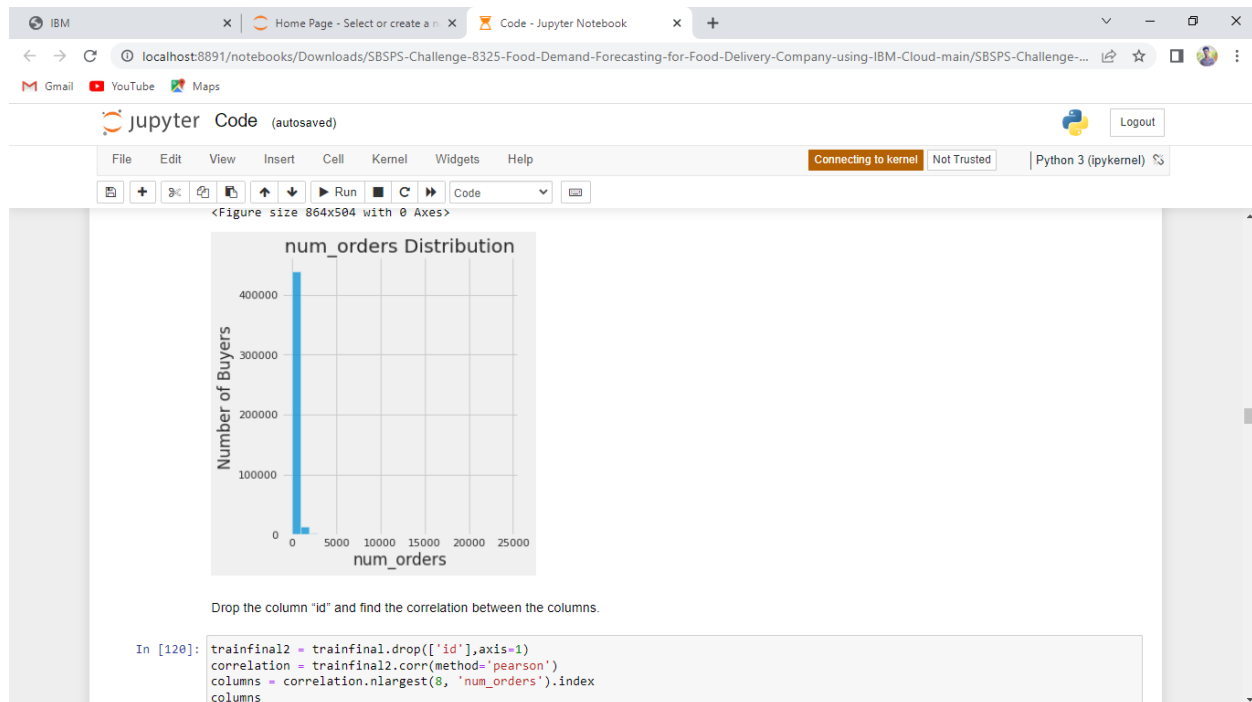 IBM
Home Page - Select or create a n
Code - Jupyter Notebook
localhost:8891/notebooks/Downloads/SBSPS-Challenge-8325-Food-Demand-Forecasting-for-Food-Delivery-Company-using-IBM-Cloud-main/SBSPS-Challenge-...
Gmail YouTube Maps
jupyter Code (autosaved)
Logout
File Edit View Insert Cell Kernel Widgets Help
Connecting to kernel Not Trusted Python 3 (ipykernel)
Run Code
<Figure size 864x504 with 0 Axes>
num_orders Distribution
Number of Buyers
400000
300000
200000
100000
0
0 5000 10000 15000 20000 25000
num_orders
Drop the column “id” and find the correlation between the columns.
In [120]: trainfinal2 = trainfinal.drop(['id'],axis=1)
correlation = trainfinal2.corr(method='pearson')
columns = correlation.nlargest(8, 'num_orders').index
columns